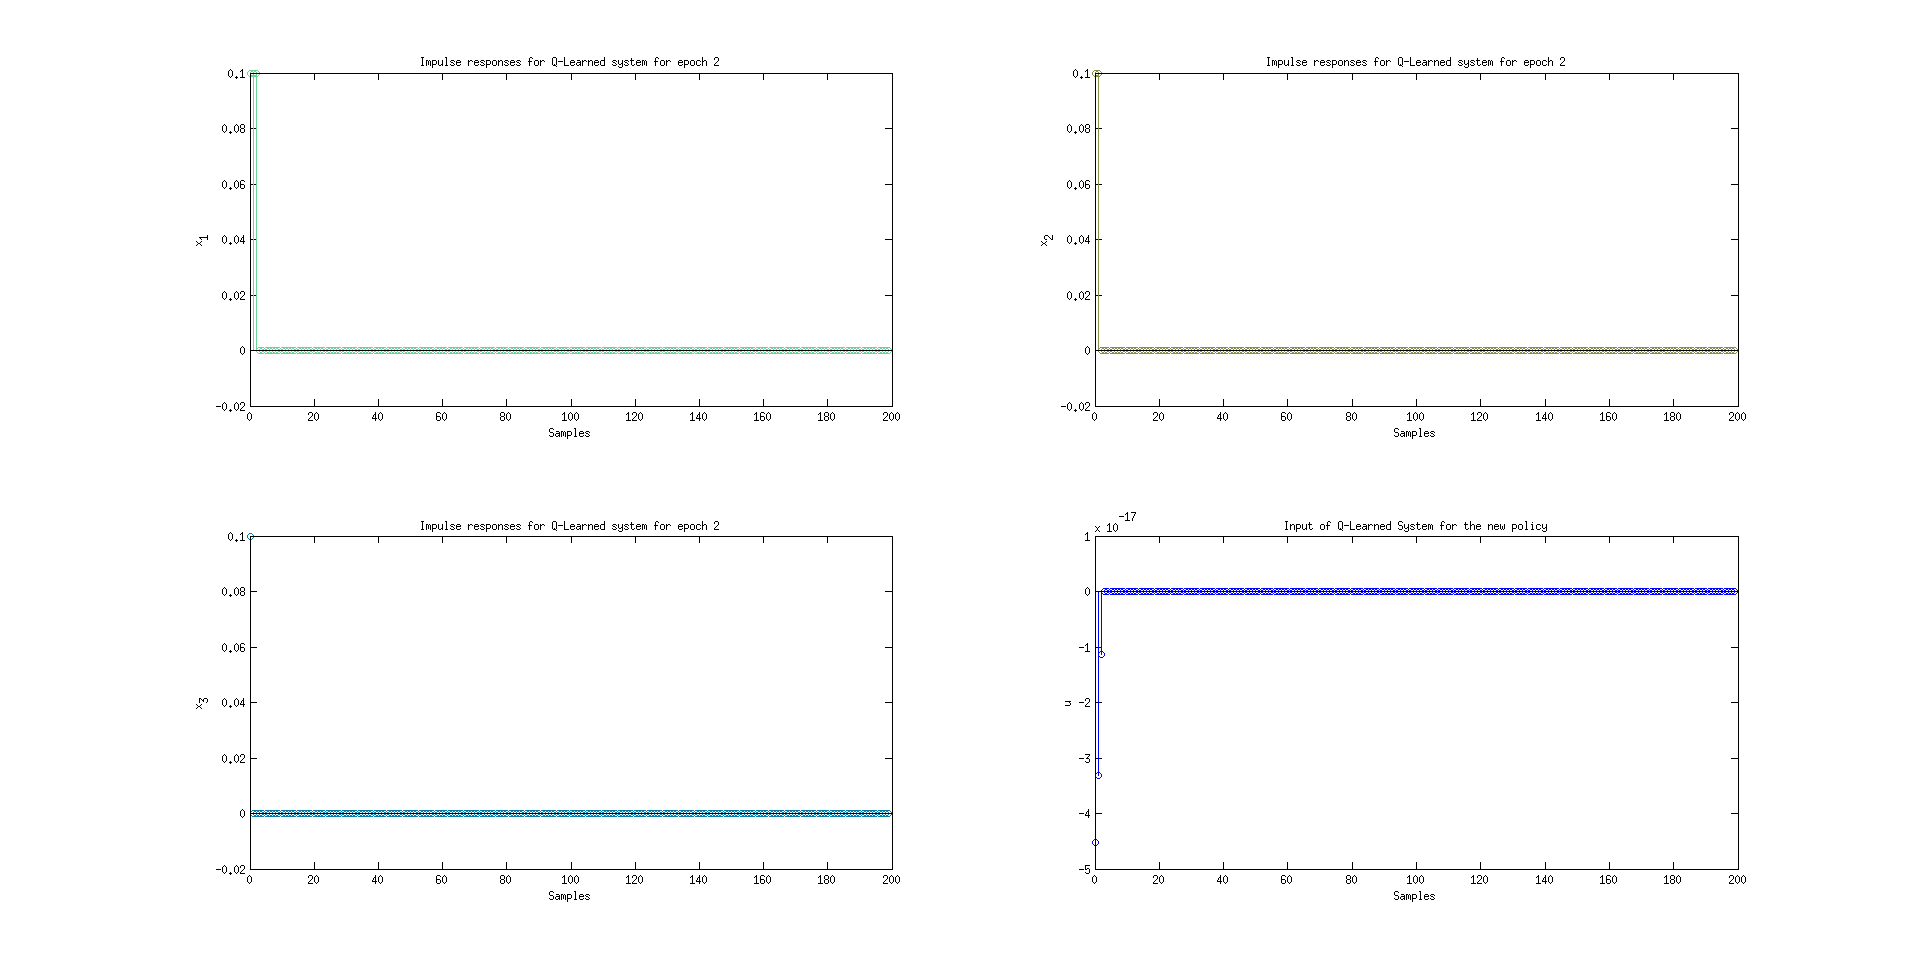 Impulse responses for Q-Learned system for epoch 2
0.1
0.08
0.06
0.04
0.02
0
-0.02
x1
0 20 40 60 80 100 120 140 160 180 200
Samples
Impulse responses for Q-Learned system for epoch 2
0.1
0.08
0.06
0.04
0.02
0
-0.02
x2
0 20 40 60 80 100 120 140 160 180 200
Samples
Impulse responses for Q-Learned system for epoch 2
0.1
0.08
0.06
0.04
0.02
0
-0.02
x3
0 20 40 60 80 100 120 140 160 180 200
Samples
x 10^-17
Input of Q-Learned System for the new policy
1
0
-1
-2
-3
-4
-5
u
0 20 40 60 80 100 120 140 160 180 200
Samples